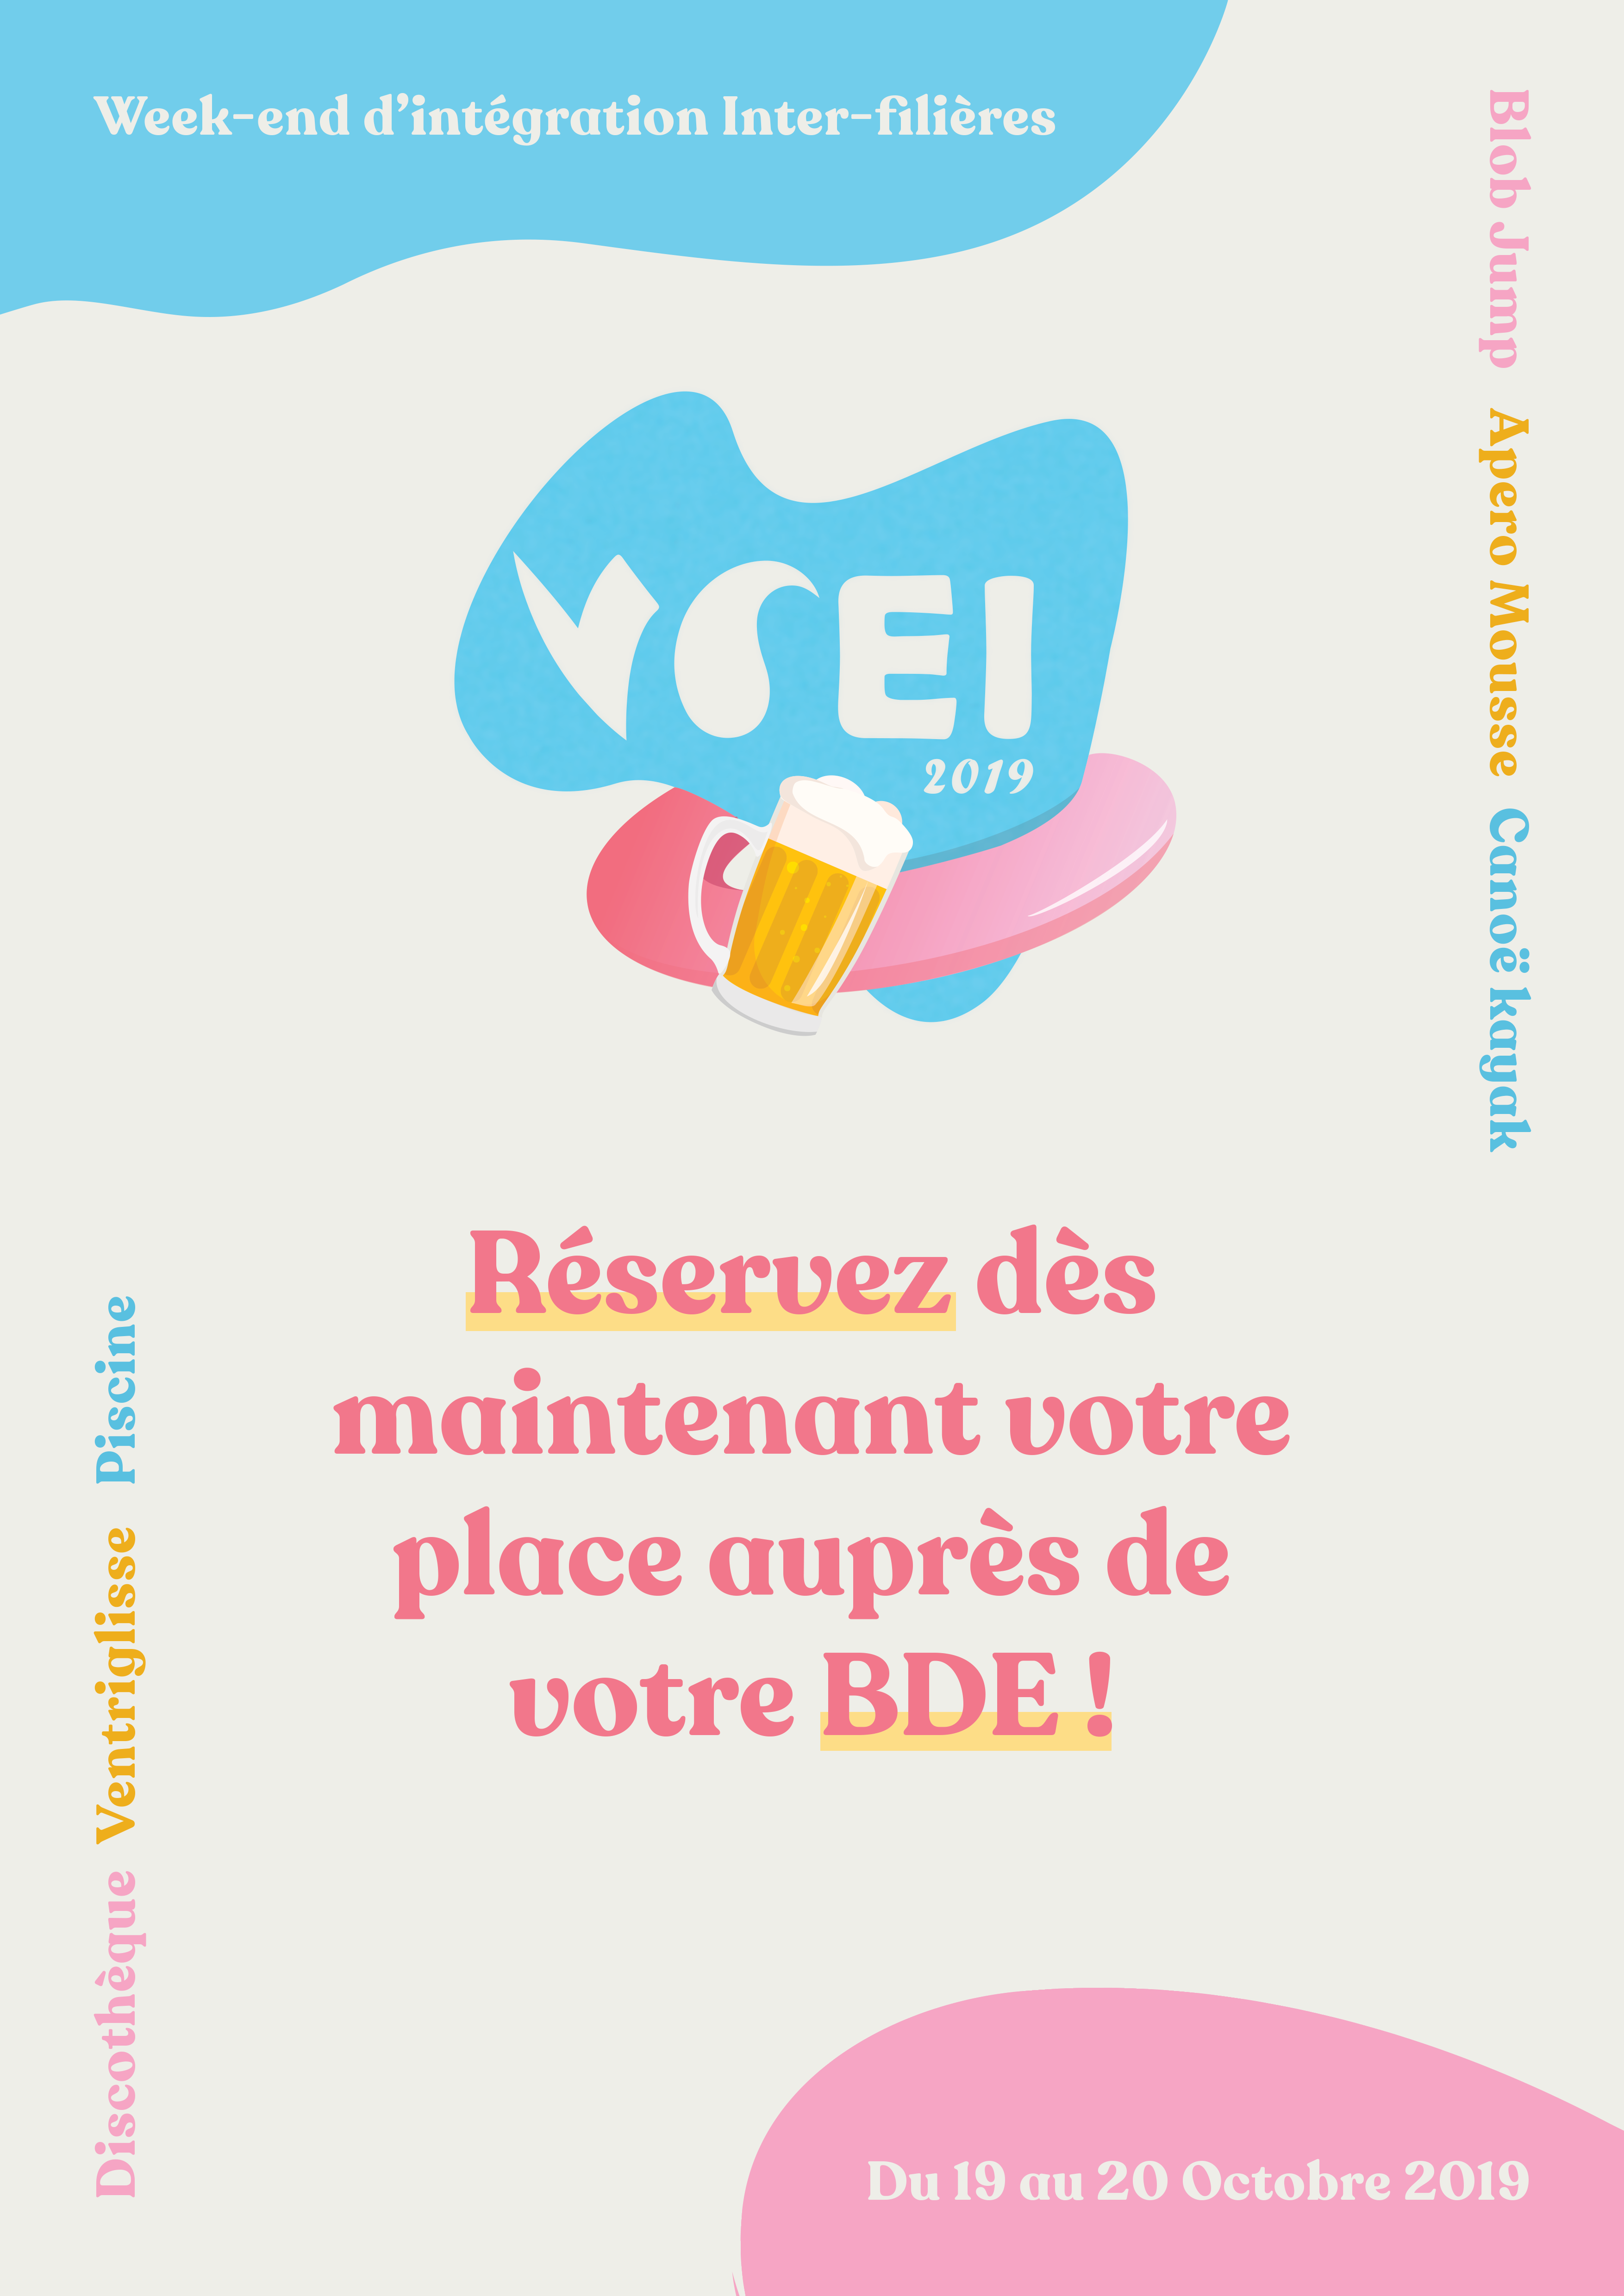 Week-end d’intégration Inter-filières
Blob Jump Apero Mousse Canoë kayak
WEI
2019
Réservez dès
maintenant votre
place auprès de
votre BDE !
Discothèque Ventriglisse Piscine
Du 19 au 20 Octobre 2019